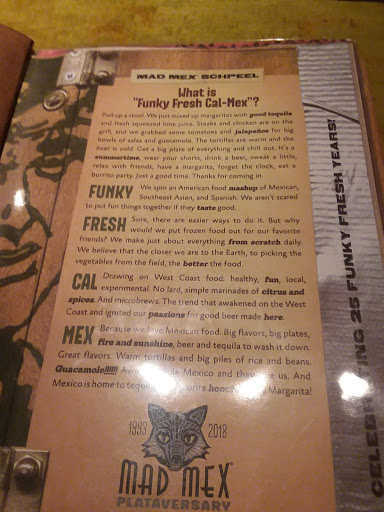 MAD MEX SCHPEEL
What is
"Funky Fresh Cal-Mex"?
Pull up a stool. We just mixed up margaritas with good tequila
and fresh squeezed lime juice. Steaks and chicken are on the
grill, and we grabbed some tomatoes and jalapeños for big
bowls of salsa and guacamole. The tortillas are warm and the
beer is cold. Get a big plate of everything and chill out. It's a
summertime, wear your shorts, drink a beer, sweat a little,
relax with friends, have a margarita, forget the clock, eat a
burrito party. Just a good time. Thanks for coming in.
FUNKY We spin an American food mashup of Mexican,
Southeast Asian, and Spanish. We aren't scared
to put fun things together if they taste good.
FRESH Sure, there are easier ways to do it. But why
would we put frozen food out for our favorite
friends? We make just about everything from scratch daily.
We believe that the closer we are to the Earth, to picking the
vegetables from the field, the better the food.
CAL Drawing on West Coast food: healthy, fun, local,
experimental. No lard, simple marinades of citrus and
spices. And microbrews. The trend that awakened on the West
Coast and ignited our passions for good beer made here.
MEX Because we love Mexican food. Big flavors, big plates,
fire and sunshine, beer and tequila to wash it down.
Great flavors. Warm tortillas and big piles of rice and beans.
Guacamole!!!!!! Mexico and they us. And
Mexico is home to Margarita!
1993 2018
MAD MEX
PLATAVERSARY
CELEBRATING 25 FUNKY FRESH YEARS!